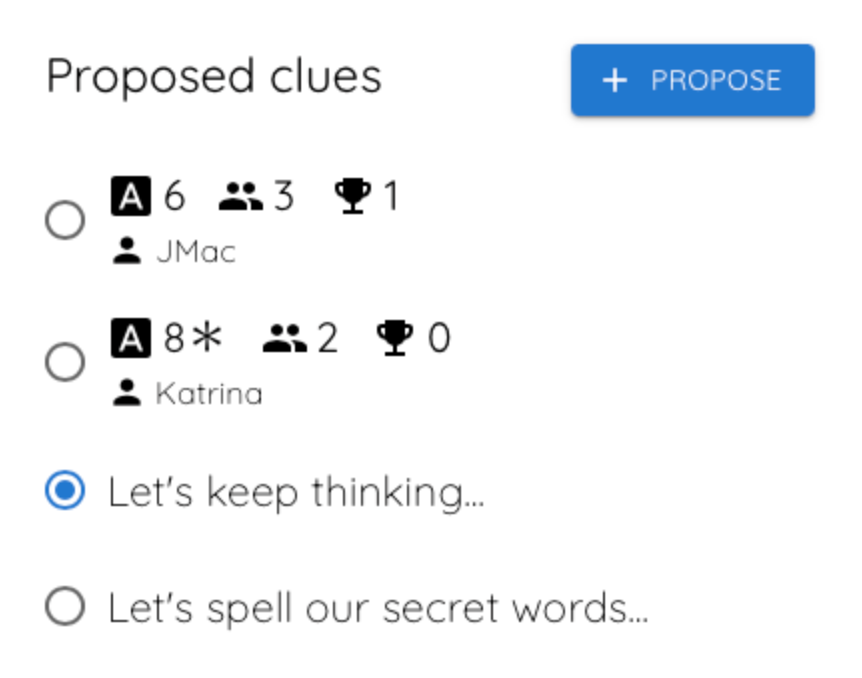 Proposed clues
+ PROPOSE
A 6 3 1
JMac
A 8* 2 0
Katrina
Let's keep thinking...
Let's spell our secret words...